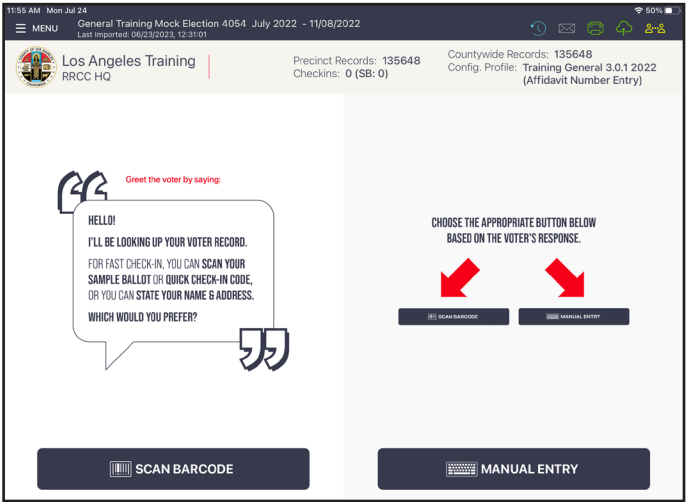 11:55 AM Mon Jul 24
50%
MENU
General Training Mock Election 4054 July 2022 - 11/08/2022
Last Imported: 06/23/2023, 12:31:01
Los Angeles Training
RRCC HQ
Precinct Records: 135648
Checkins: 0 (SB: 0)
Countywide Records: 135648
Config. Profile: Training General 3.0.1 2022
(Affidavit Number Entry)
Greet the voter by saying:
HELLO!
I'LL BE LOOKING UP YOUR VOTER RECORD.
FOR FAST CHECK-IN, YOU CAN SCAN YOUR
SAMPLE BALLOT OR QUICK CHECK-IN CODE,
OR YOU CAN STATE YOUR NAME & ADDRESS.
WHICH WOULD YOU PREFER?
CHOOSE THE APPROPRIATE BUTTON BELOW
BASED ON THE VOTER'S RESPONSE.
SCAN BARCODE
MANUAL ENTRY
SCAN BARCODE
MANUAL ENTRY